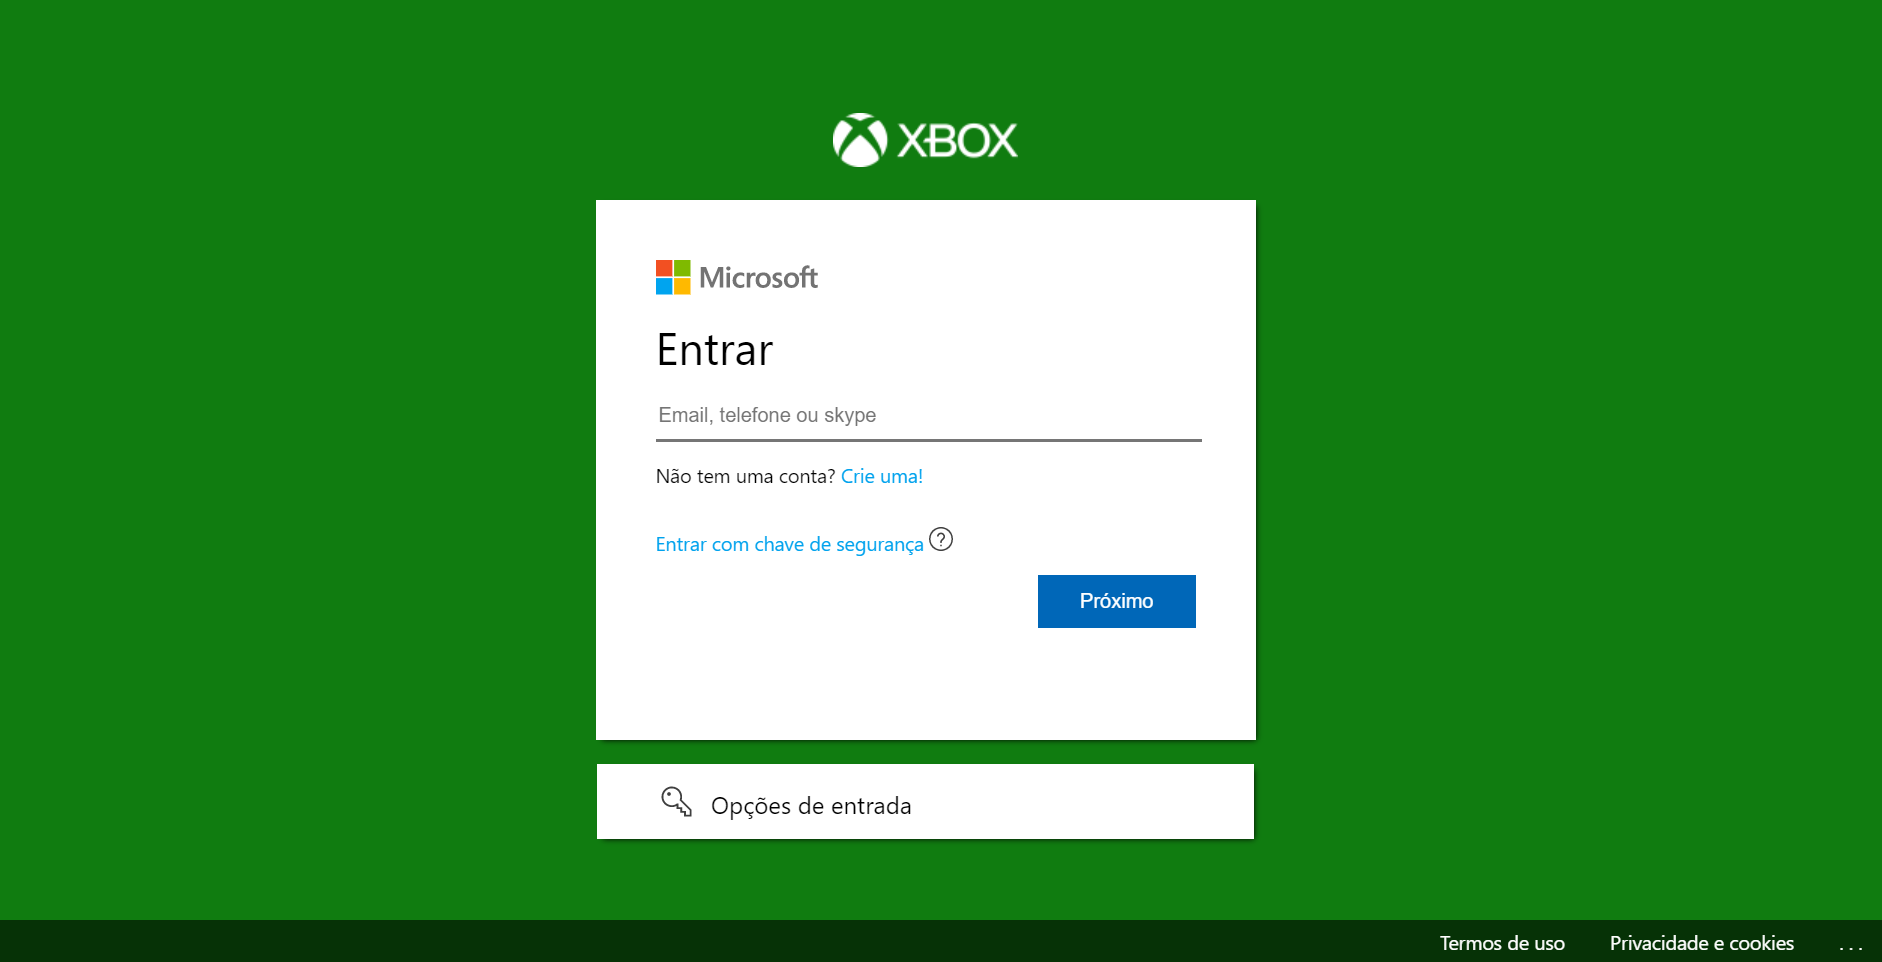 XBOX
Microsoft
Entrar
Email, telefone ou skype
Não tem uma conta? Crie uma!
Entrar com chave de segurança
Próximo
Opções de entrada
Termos de uso Privacidade e cookies ...